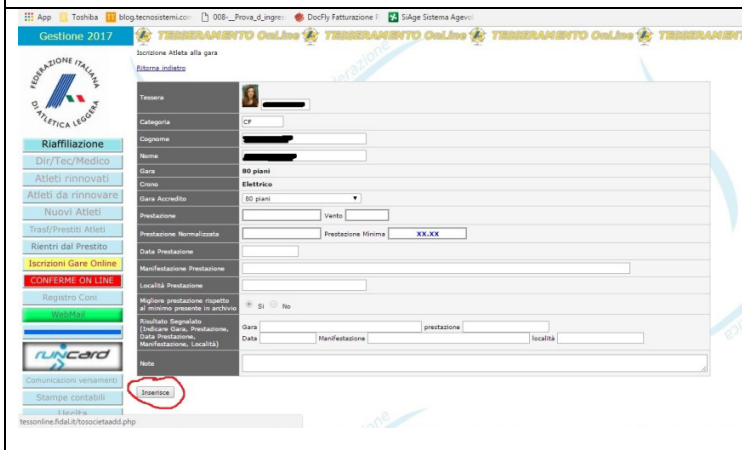 App Toshiba blog.tecnosistemi.com 008-_Prova_d_ingres DocFly Fatturazione P SiAge Sistema Agevol
Gestione 2017
TESSERAMENTO OnLine TESSERAMENTO OnLine TESSERAMENTO OnLine TESSERAMENT
Iscrizione Atleta alla gara
Ritorna indietro
FEDERAZIONE ITALIANA
DI ATLETICA LEGGERA
Tessera
Categoria CF
Cognome
Nome
Gara 80 piani
Crono Elettrico
Gara Accredito 80 piani
Prestazione Vento
Prestazione Normalizzata Prestazione Minima XX.XX
Data Prestazione
Manifestazione Prestazione
Località Prestazione
Migliore prestazione rispetto
al minimo presente in archivio Si No
Risultato Segnalato
(Indicare Gara, Prestazione,
Data Prestazione,
Manifestazione, Località)
Gara prestazione
Data Manifestazione località
Note
Inserisce
Riaffiliazione
Dir/Tec/Medico
Atleti rinnovati
Atleti da rinnovare
Nuovi Atleti
Trasf/Prestiti Atleti
Rientri dal Prestito
Iscrizioni Gare Online
CONFERME ON LINE
Registro Coni
WebMail
runcard
Comunicazioni versamenti
Stampe contabili
Uscita
tessonline.fidal.it/tosocietaadd.php